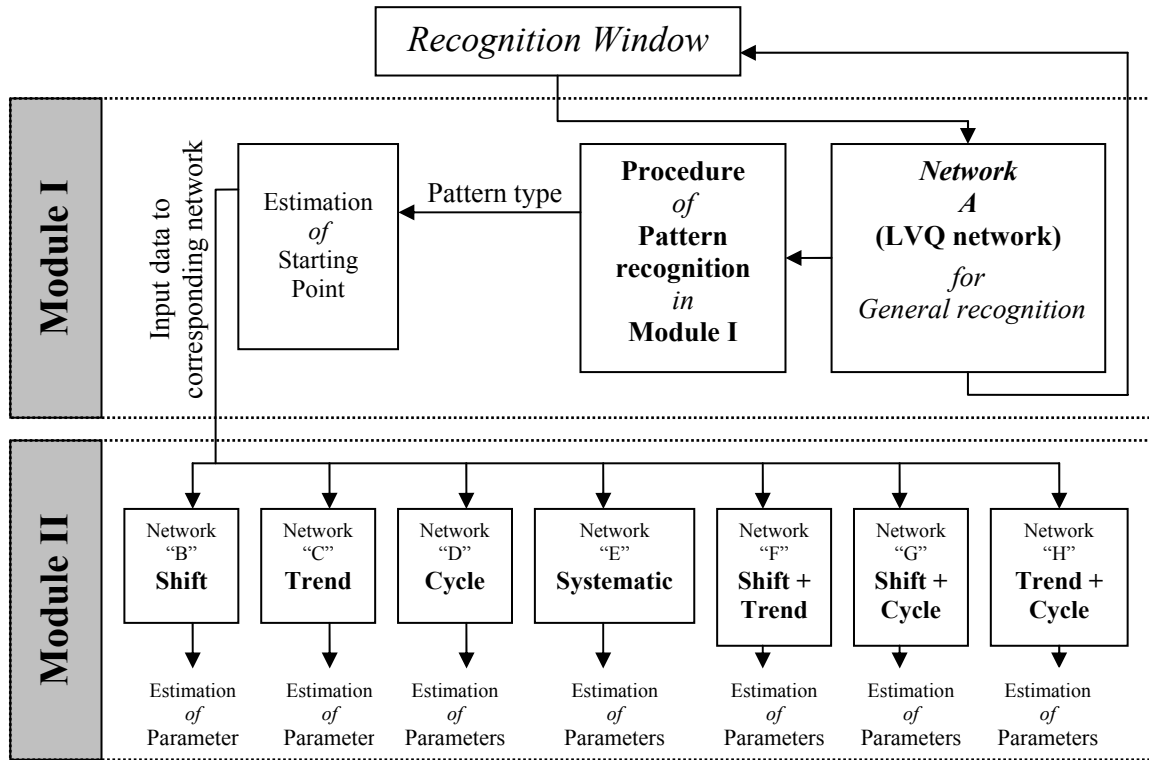 Recognition Window
Module I
Input data to
corresponding network
Estimation
of
Starting
Point
Pattern type
Procedure
of
Pattern
recognition
in
Module I
Network
A
(LVQ network)
for
General recognition
Module II
Network
“B”
Shift
Network
“C”
Trend
Network
“D”
Cycle
Network
“E”
Systematic
Network
“F”
Shift +
Trend
Network
“G”
Shift +
Cycle
Network
“H”
Trend +
Cycle
Estimation
of
Parameter
Estimation
of
Parameter
Estimation
of
Parameters
Estimation
of
Parameters
Estimation
of
Parameters
Estimation
of
Parameters
Estimation
of
Parameters